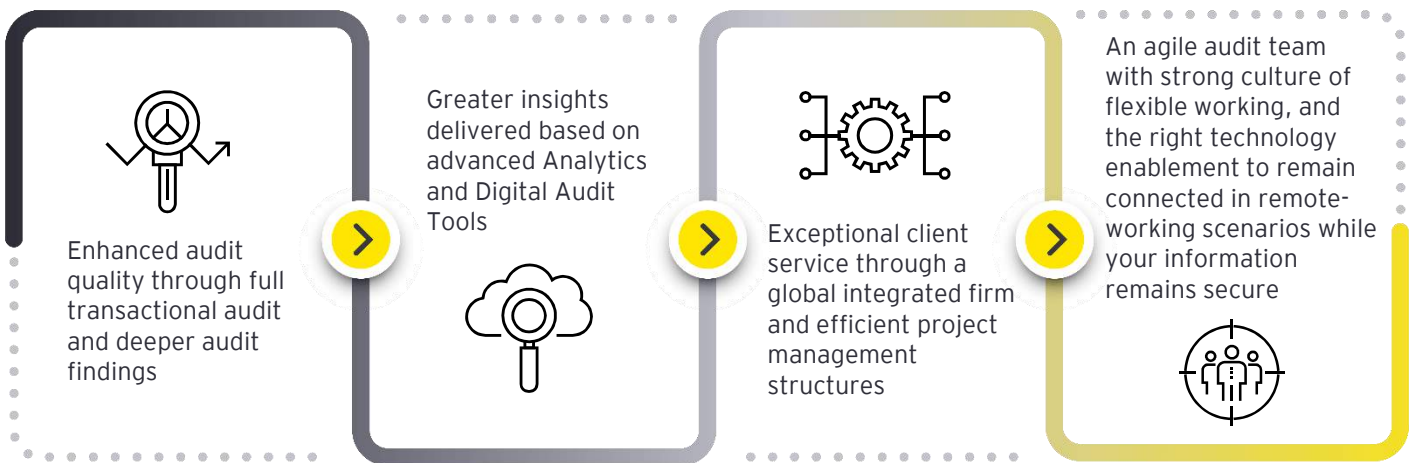 Enhanced audit
quality through full
transactional audit
and deeper audit
findings
Greater insights
delivered based on
advanced Analytics
and Digital Audit
Tools
Exceptional client
service through a
global integrated firm
and efficient project
management
structures
An agile audit team
with strong culture of
flexible working, and
the right technology
enablement to remain
connected in remote-
working scenarios while
your information
remains secure